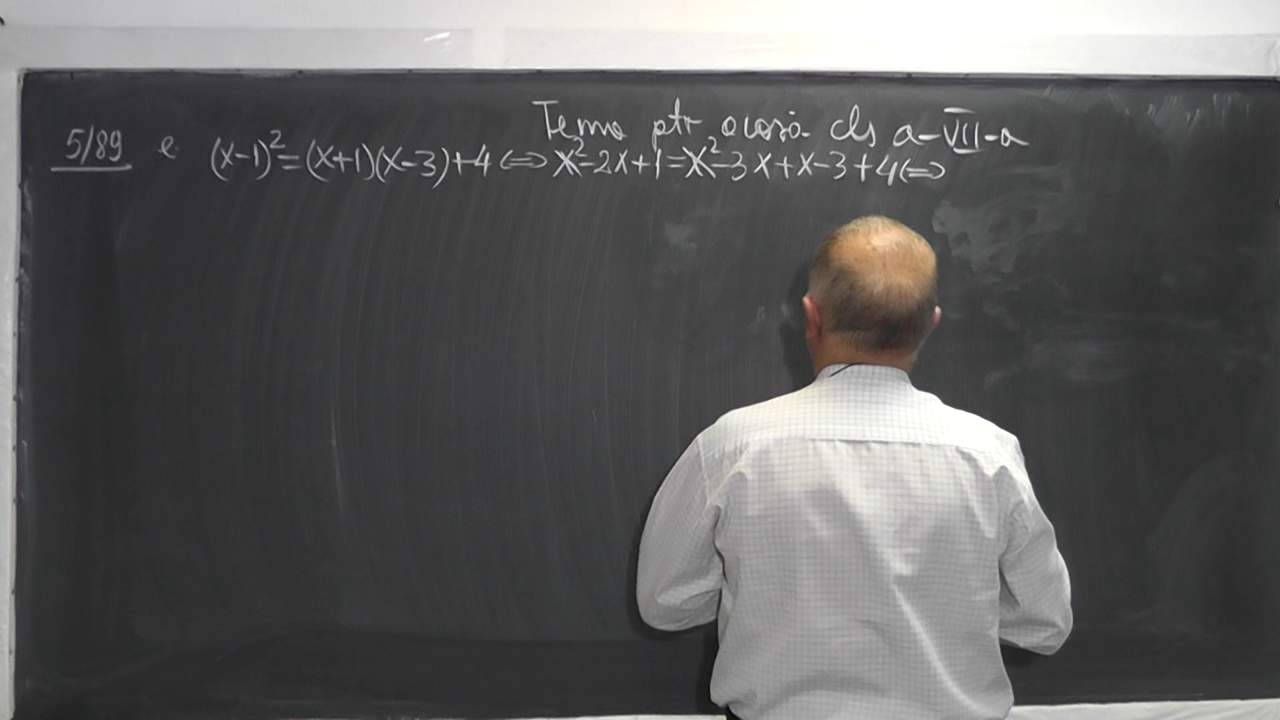 Tema ptr acasă cls a-VII-a
5/89 e. (x-1)²=(x+1)(x-3)+4 ⇔ x²-2x+1=x²-3x+x-3+4 ⇔